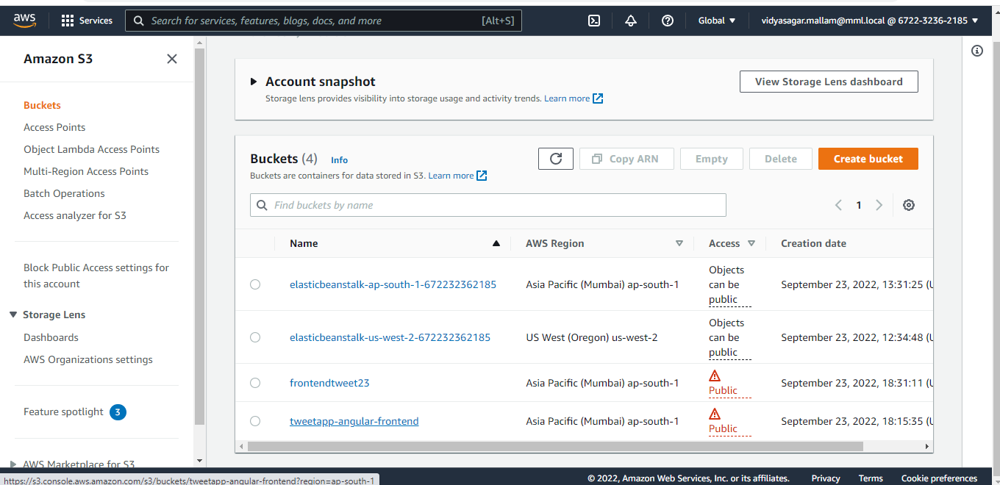 aws
Services
Search for services, features, blogs, docs, and more
[Alt+S]
Global
vidyasagar.mallam@mml.local @ 6722-3236-2185
Amazon S3
Buckets
Access Points
Object Lambda Access Points
Multi-Region Access Points
Batch Operations
Access analyzer for S3
Block Public Access settings for
this account
Storage Lens
Dashboards
AWS Organizations settings
Feature spotlight 3
AWS Marketplace for S3
Account snapshot
Storage lens provides visibility into storage usage and activity trends. Learn more
View Storage Lens dashboard
Buckets (4) Info
Buckets are containers for data stored in S3. Learn more
Copy ARN
Empty
Delete
Create bucket
Find buckets by name
1
Name AWS Region Access Creation date
elasticbeanstalk-ap-south-1-672232362185 Asia Pacific (Mumbai) ap-south-1 Objects can be public September 23, 2022, 13:31:25 (U
elasticbeanstalk-us-west-2-672232362185 US West (Oregon) us-west-2 Objects can be public September 23, 2022, 12:34:48 (U
frontendtweet23 Asia Pacific (Mumbai) ap-south-1 Public September 23, 2022, 18:31:11 (U
tweetapp-angular-frontend Asia Pacific (Mumbai) ap-south-1 Public September 23, 2022, 18:15:35 (U
https://s3.console.aws.amazon.com/s3/buckets/tweetapp-angular-frontend?region=ap-south-1
© 2022, Amazon Web Services, Inc. or its affiliates.
Privacy
Terms
Cookie preferences